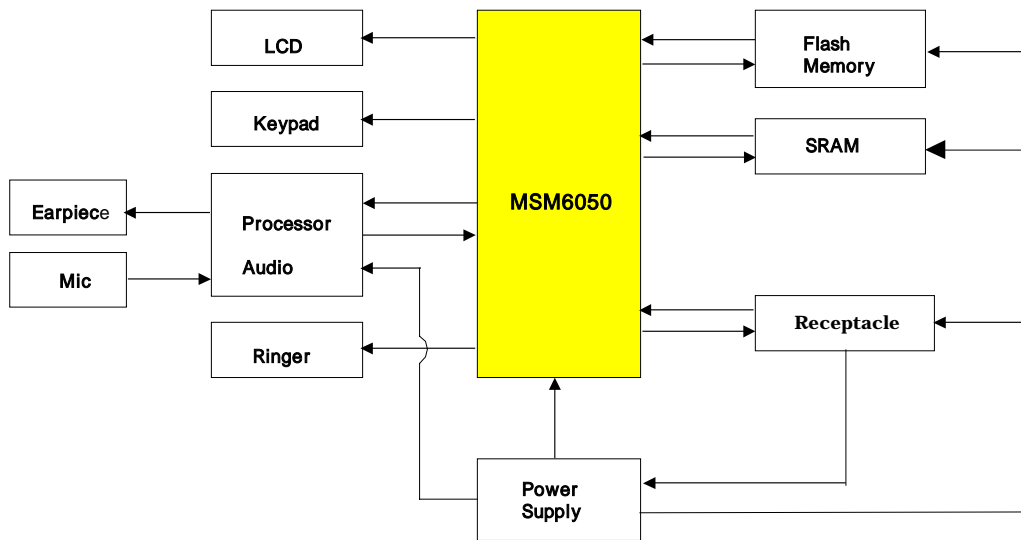 LCD
Flash
Memory
Keypad
SRAM
Earpiece
Processor
Audio
MSM6050
Mic
Receptacle
Ringer
Power
Supply